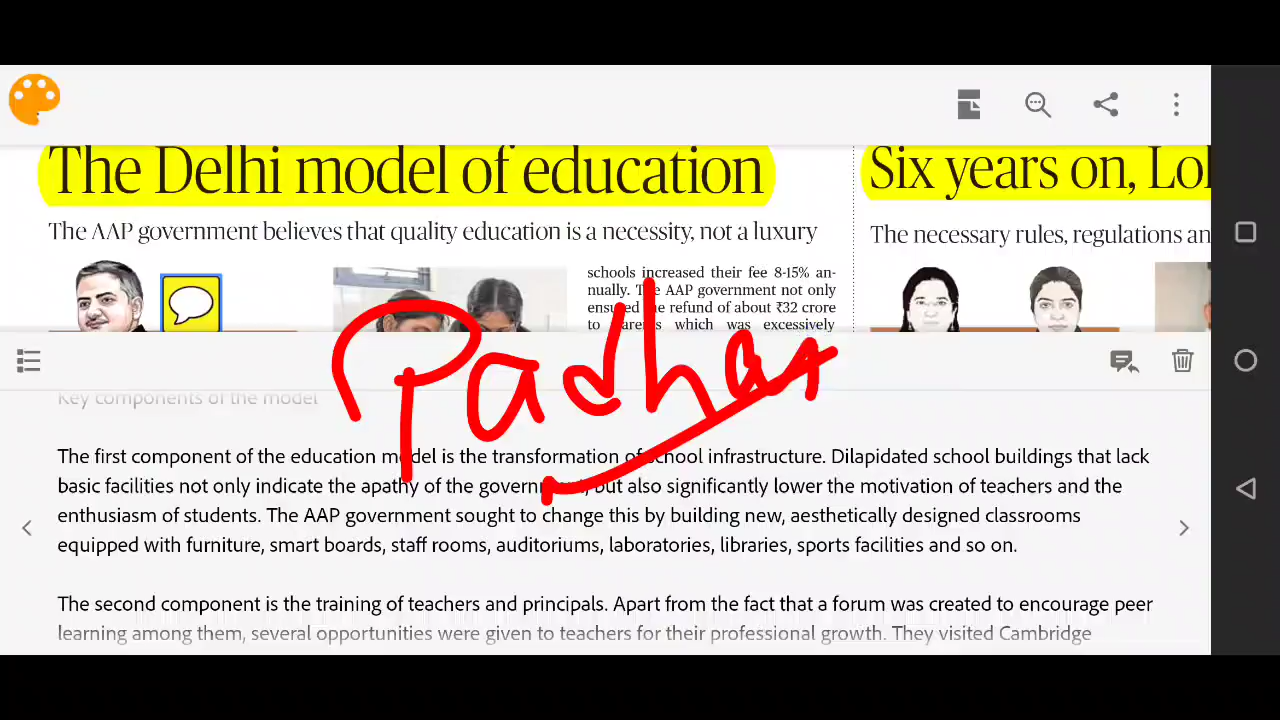 The Delhi model of education
The AAP government believes that quality education is a necessity, not a luxury
schools increased their fee 8-15% an-
nually. The AAP government not only
ensured the refund of about ₹32 crore
to parents which was excessively
Six years on, Lol
The necessary rules, regulations an
Padhai
Key components of the model
The first component of the education model is the transformation of school infrastructure. Dilapidated school buildings that lack
basic facilities not only indicate the apathy of the government, but also significantly lower the motivation of teachers and the
enthusiasm of students. The AAP government sought to change this by building new, aesthetically designed classrooms
equipped with furniture, smart boards, staff rooms, auditoriums, laboratories, libraries, sports facilities and so on.
The second component is the training of teachers and principals. Apart from the fact that a forum was created to encourage peer
learning among them, several opportunities were given to teachers for their professional growth. They visited Cambridge